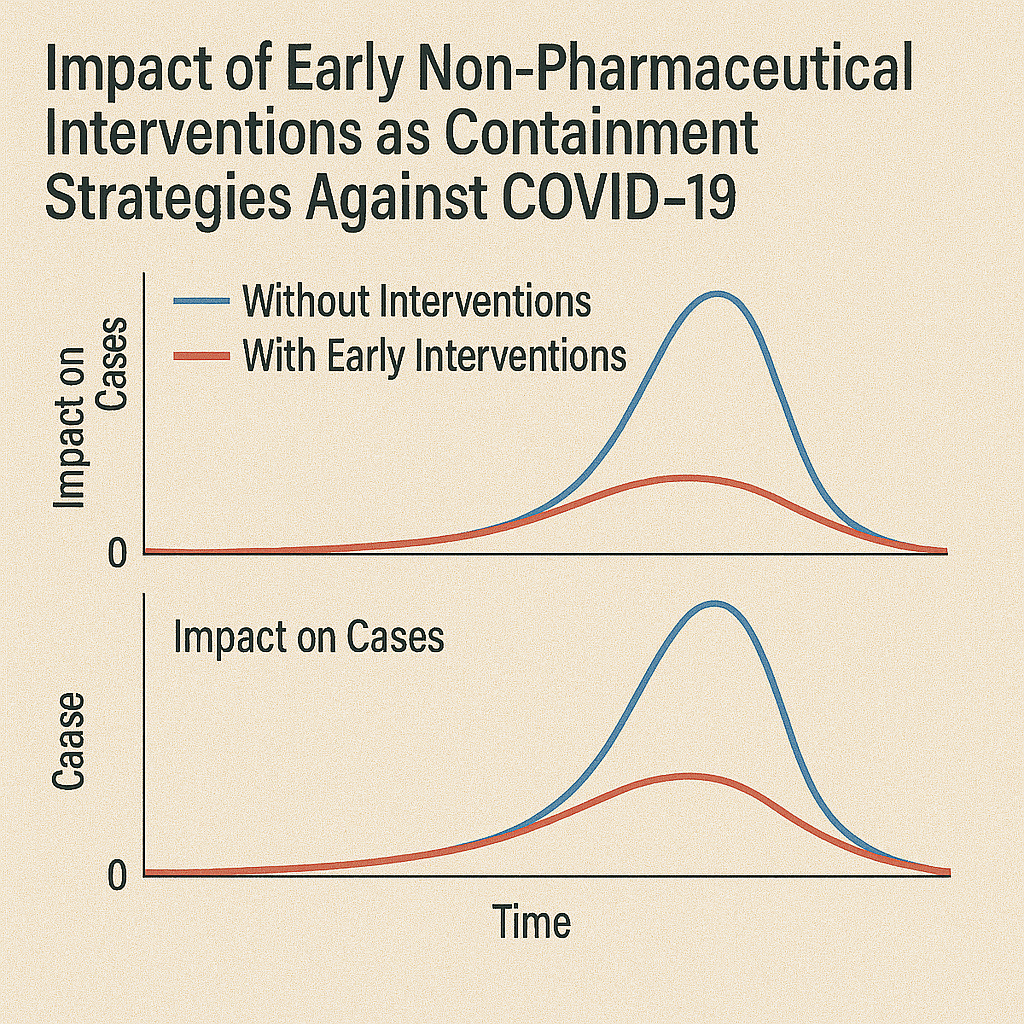 Impact of Early Non-Pharmaceutical
Interventions as Containment
Strategies Against COVID-19
Without Interventions
With Early Interventions
Impact on
Cases
0
Impact on Cases
Caase
0
Time